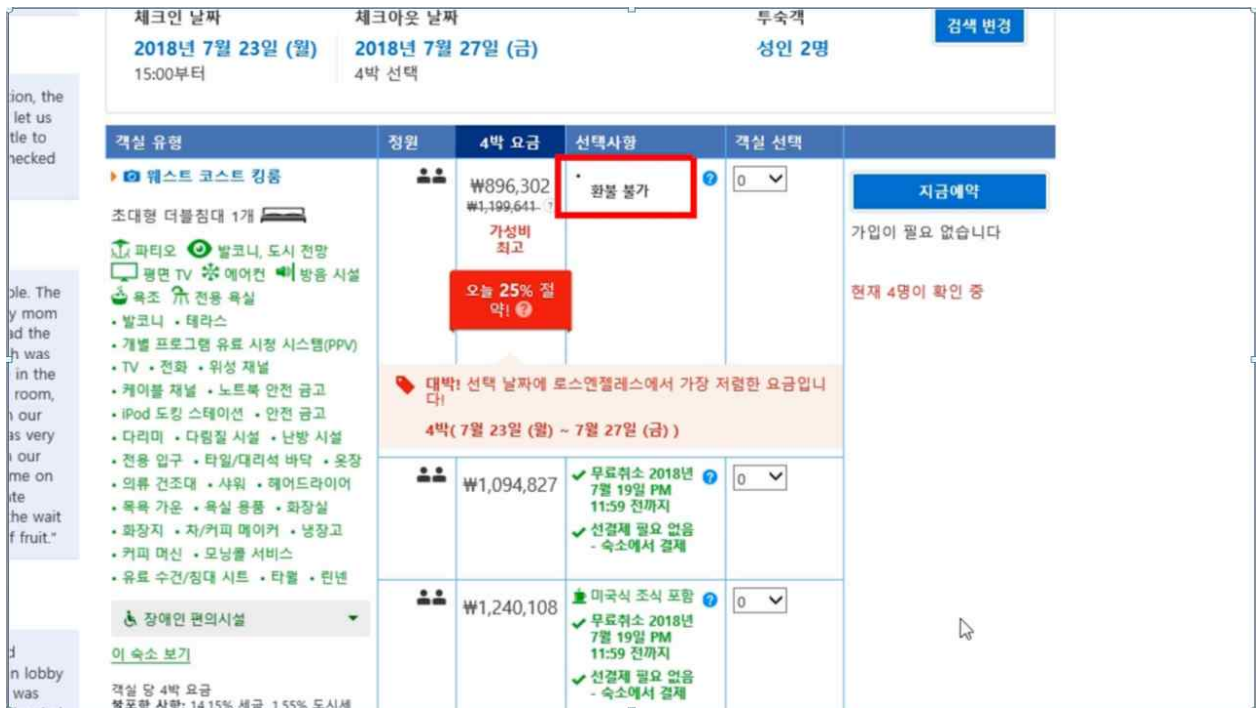 체크인 날짜
체크아웃 날짜
투숙객
검색 변경
2018년 7월 23일 (월)
2018년 7월 27일 (금)
성인 2명
15:00부터
4박 선택
tion, the
let us
tle to
hecked
ple. The
y mom
ad the
h was
in the
room,
n our
as very
n our
me on
ate
the wait
f fruit."
d
n lobby
was
객실 유형
정원
4박 요금
선택사항
객실 선택
웨스트 코스트 킹룸
초대형 더블침대 1개
파티오 발코니, 도시 전망
평면 TV 에어컨 방음 시설
욕조 전용 욕실
• 발코니 • 테라스
• 개별 프로그램 유료 시청 시스템(PPV)
• TV • 전화 • 위성 채널
• 케이블 채널 • 노트북 안전 금고
• iPod 도킹 스테이션 • 안전 금고
• 다리미 • 다림질 시설 • 난방 시설
• 전용 입구 • 타일/대리석 바닥 • 옷장
• 의류 건조대 • 샤워 • 헤어드라이어
• 목욕 가운 • 욕실 용품 • 화장실
• 화장지 • 차/커피 메이커 • 냉장고
• 커피 머신 • 모닝콜 서비스
• 유료 수건/침대 시트 • 타월 • 린넨
장애인 편의시설
이 숙소 보기
객실 당 4박 요금
불포함 사항: 14.15% 세금, 1.55% 도시세
₩896,302
₩1,199,641 ?
가성비
최고
오늘 25% 절
약! ?
• 환불 불가
?
0
지금예약
가입이 필요 없습니다
현재 4명이 확인 중
대박! 선택 날짜에 로스엔젤레스에서 가장 저렴한 요금입니
다!
4박( 7월 23일 (월) ~ 7월 27일 (금) )
₩1,094,827
무료취소 2018년
7월 19일 PM
11:59 전까지
선결제 필요 없음
- 숙소에서 결제
?
0
₩1,240,108
미국식 조식 포함
무료취소 2018년
7월 19일 PM
11:59 전까지
선결제 필요 없음
- 숙소에서 결제
?
0